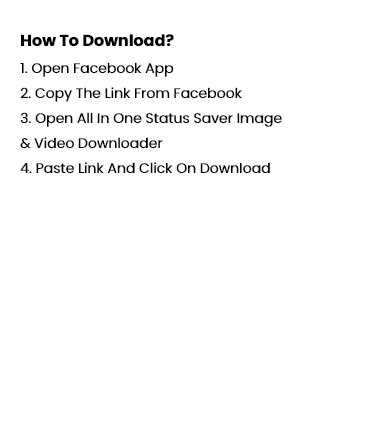 How To Download?
1. Open Facebook App
2. Copy The Link From Facebook
3. Open All In One Status Saver Image
& Video Downloader
4. Paste Link And Click On Download